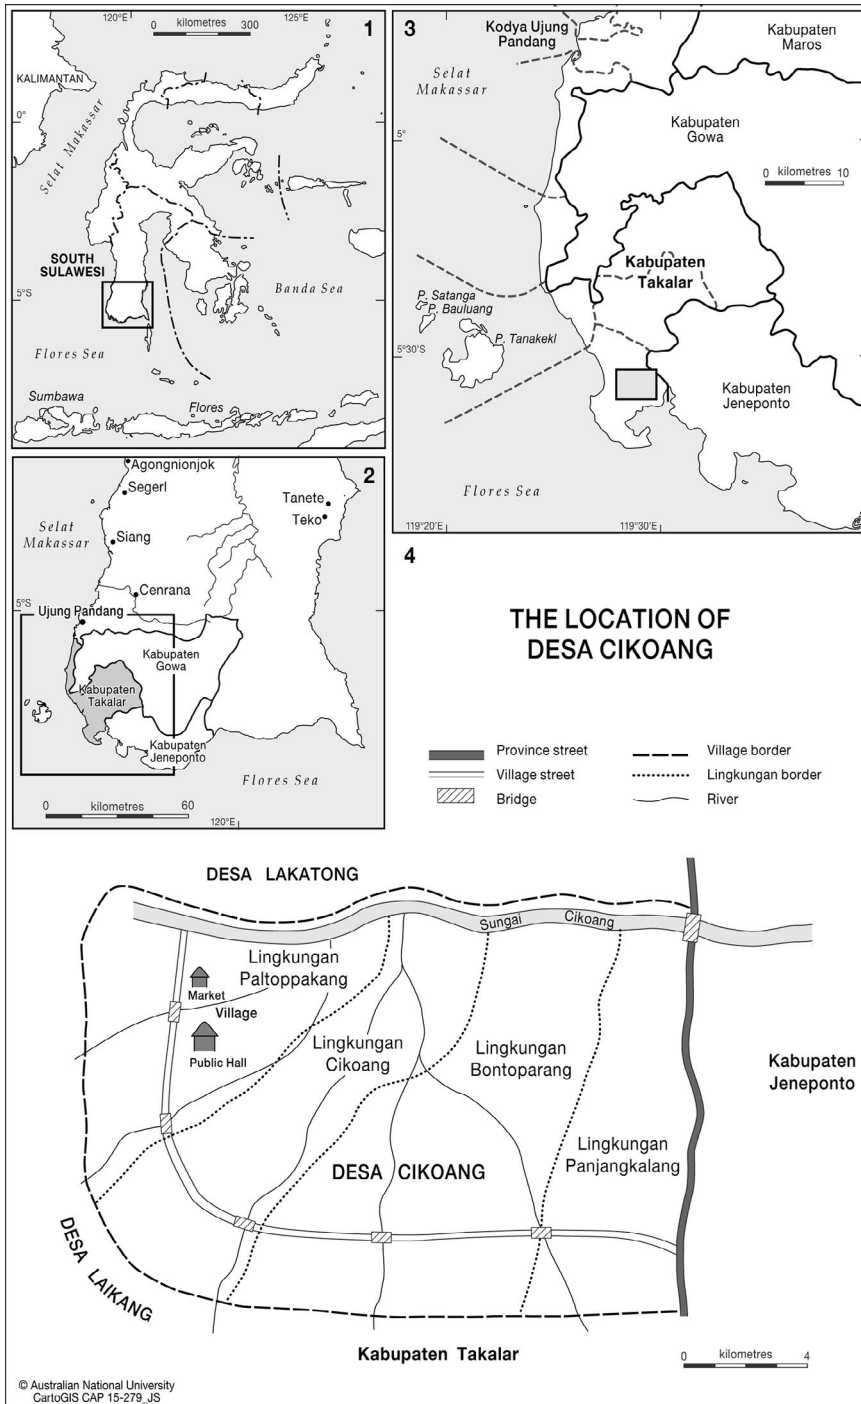 120°E
0 kilometres 300
125°E
1
KALIMANTAN
Selat Makassar
0°
SOUTH
SULAWESI
5°S
Banda Sea
Flores Sea
Sumbawa
Flores
2
Agongnionjok
Segerl
Tanete
Teko
Selat
Makassar
Siang
Cenrana
5°S
Ujung Pandang
Kabupaten
Gowa
Kabupaten
Takalar
Kabupaten
Jeneponto
Flores Sea
0 kilometres 60
120°E
3
Kodya Ujung
Pandang
Kabupaten
Maros
Selat
Makassar
5°
Kabupaten
Gowa
0 kilometres 10
Kabupaten
Takalar
P. Satanga
P. Bauluang
P. Tanakekl
5°30'S
Kabupaten
Jeneponto
Flores Sea
119°20'E
119°30'E
4
THE LOCATION OF
DESA CIKOANG
Province street
Village street
Bridge
Village border
Lingkungan border
River
DESA LAKATONG
Sungai Cikoang
Lingkungan
Paltoppakang
Market
Village
Public Hall
Lingkungan
Cikoang
Lingkungan
Bontoparang
Kabupaten
Jeneponto
Lingkungan
Panjangkalang
DESA CIKOANG
DESA LAIKANG
Kabupaten Takalar
0 kilometres 4
© Australian National University
CartoGIS CAP 15-279_JS